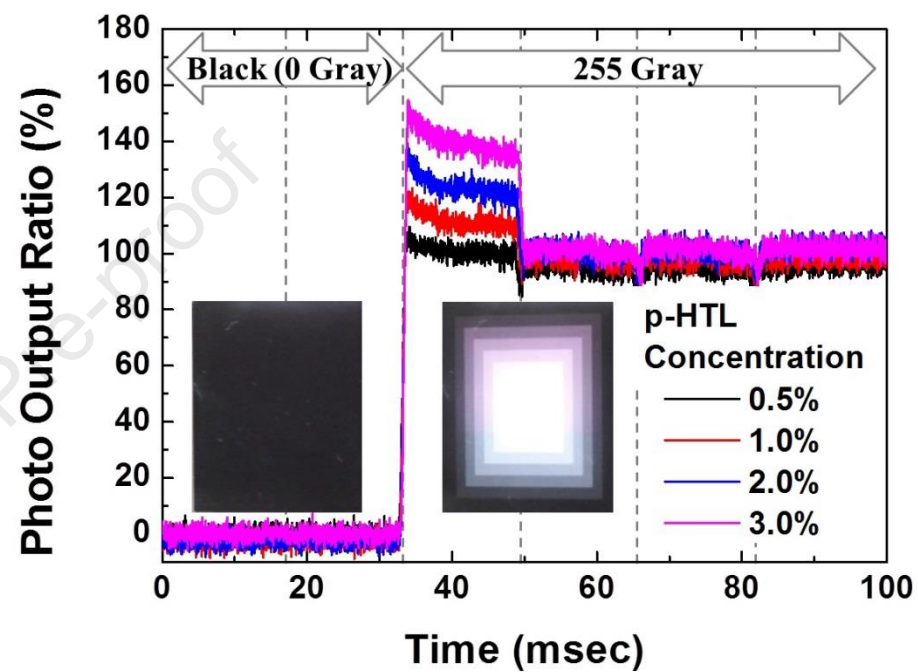 180
160
140
120
100
80
60
40
20
0
Photo Output Ratio (%)
Black (0 Gray)
255 Gray
Pre-proof
p-HTL
Concentration
0.5%
1.0%
2.0%
3.0%
0 20 40 60 80 100
Time (msec)